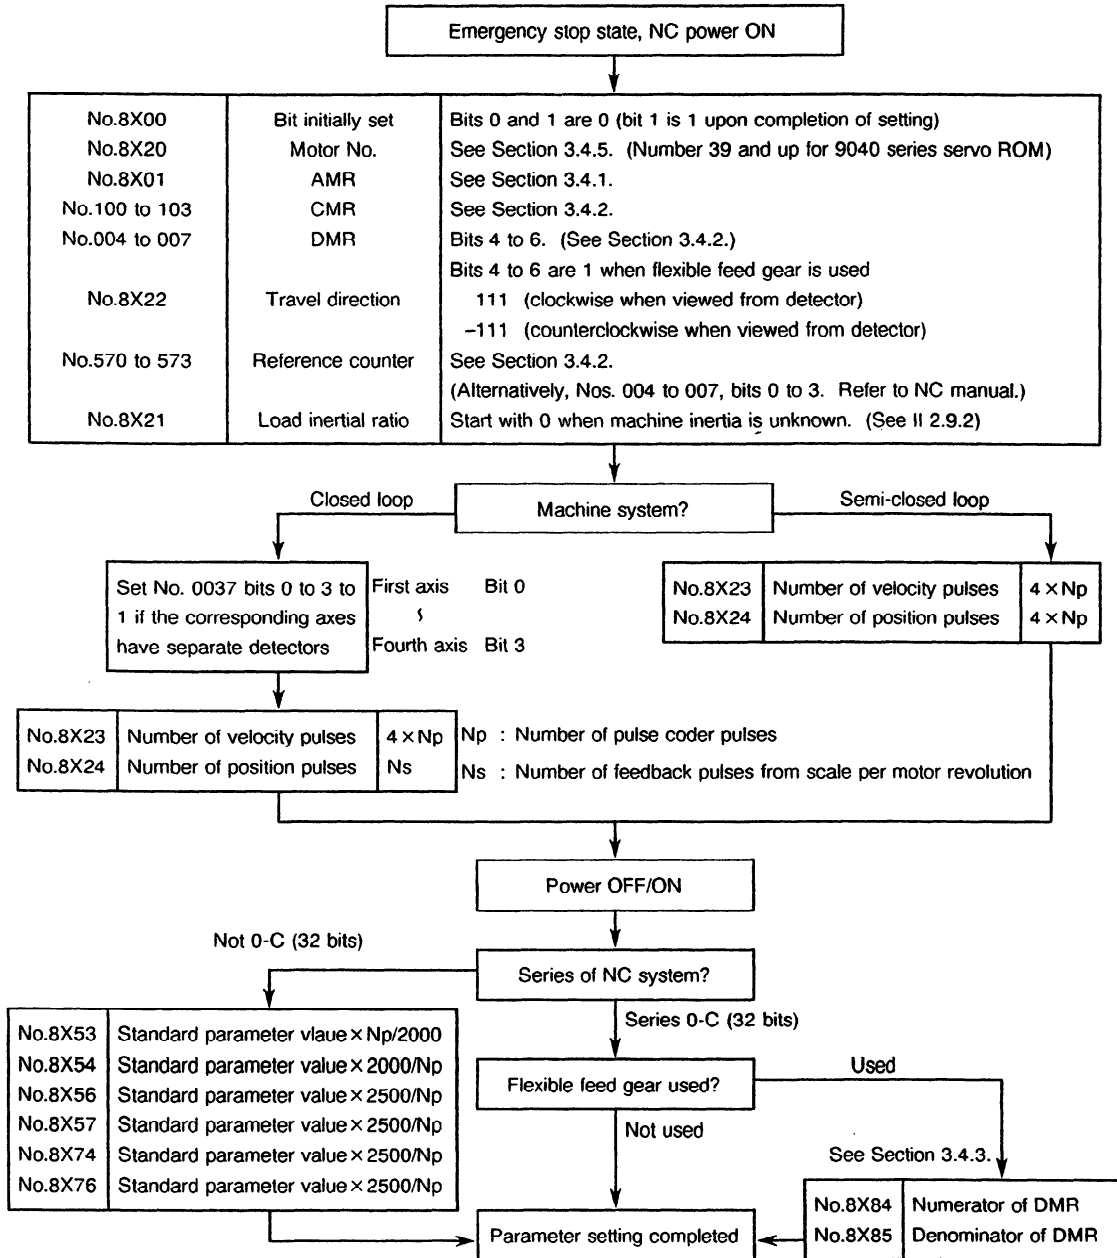 Emergency stop state, NC power ON
No.8X00 Bit initially set Bits 0 and 1 are 0 (bit 1 is 1 upon completion of setting)
No.8X20 Motor No. See Section 3.4.5. (Number 39 and up for 9040 series servo ROM)
No.8X01 AMR See Section 3.4.1.
No.100 to 103 CMR See Section 3.4.2.
No.004 to 007 DMR Bits 4 to 6. (See Section 3.4.2.)
Bits 4 to 6 are 1 when flexible feed gear is used
No.8X22 Travel direction 111 (clockwise when viewed from detector)
–111 (counterclockwise when viewed from detector)
No.570 to 573 Reference counter See Section 3.4.2.
(Alternatively, Nos. 004 to 007, bits 0 to 3. Refer to NC manual.)
No.8X21 Load inertial ratio Start with 0 when machine inertia is unknown. (See II 2.9.2)
Closed loop
Machine system?
Semi-closed loop
Set No. 0037 bits 0 to 3 to
1 if the corresponding axes
have separate detectors
First axis Bit 0
Fourth axis Bit 3
No.8X23 Number of velocity pulses 4 × Np
No.8X24 Number of position pulses 4 × Np
No.8X23 Number of velocity pulses 4 × Np
No.8X24 Number of position pulses Ns
Np : Number of pulse coder pulses
Ns : Number of feedback pulses from scale per motor revolution
Power OFF/ON
Not 0-C (32 bits)
Series of NC system?
Series 0-C (32 bits)
No.8X53 Standard parameter vlaue × Np/2000
No.8X54 Standard parameter value × 2000/Np
No.8X56 Standard parameter value × 2500/Np
No.8X57 Standard parameter value × 2500/Np
No.8X74 Standard parameter value × 2500/Np
No.8X76 Standard parameter value × 2500/Np
Flexible feed gear used?
Used
Not used
See Section 3.4.3.
No.8X84 Numerator of DMR
No.8X85 Denominator of DMR
Parameter setting completed